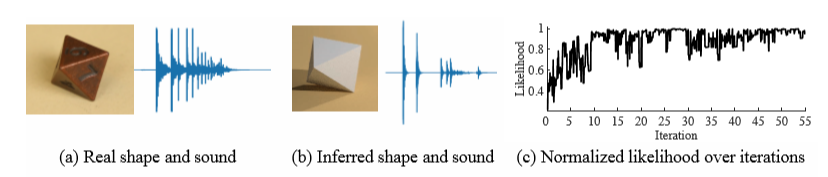 1
0.8
0.6
0.4
Likelihood
0 5 10 15 20 25 30 35 40 45 50 55
Iteration
(a) Real shape and sound (b) Inferred shape and sound (c) Normalized likelihood over iterations